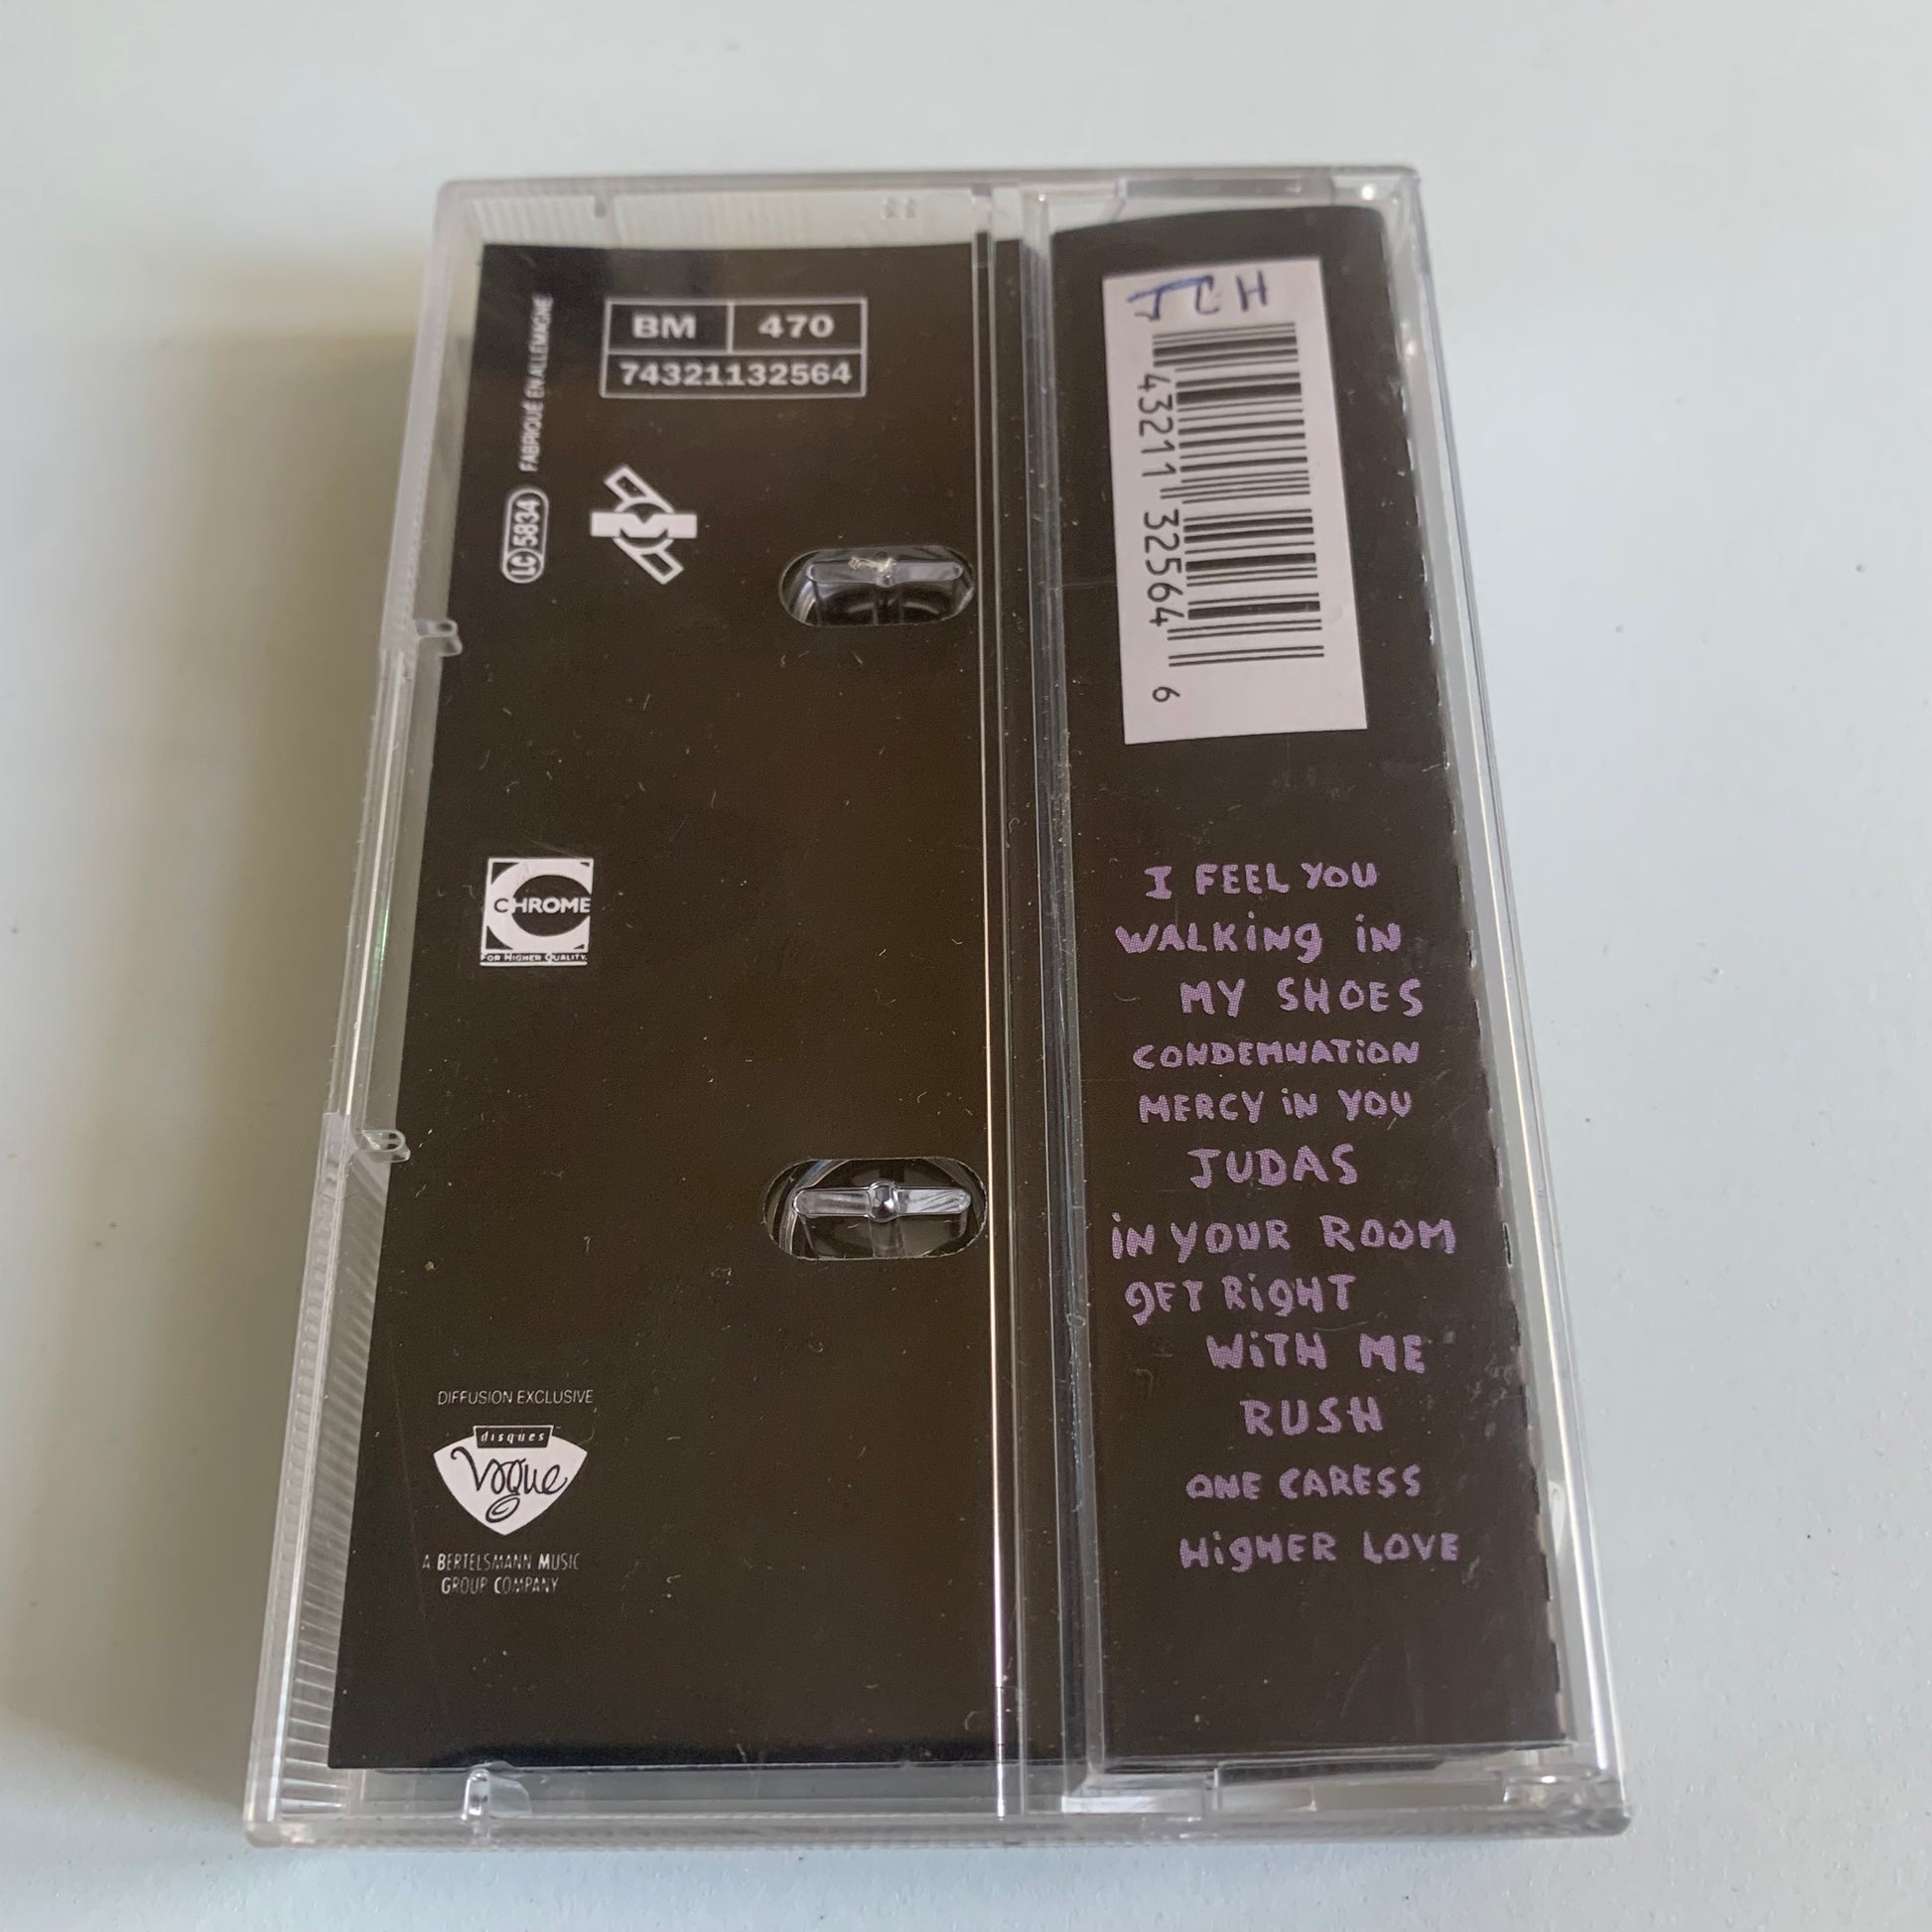 BM 470
74321132564
FABRIQUÉ EN ALLEMAGNE
LC 5834
CHROME
FOR HIGHER QUALITY.
DIFFUSION EXCLUSIVE
disques
Vogue
A BERTELSMANN MUSIC
GROUP COMPANY
43211 32564 6
I FEEL YOU
WALKiNg iN
MY SHOES
CONDEMNATiON
MERCY iN YOU
JUDAS
iN YOUR ROOM
gET RigHT
WiTH ME
RUSH
ONE CARESS
HigHER LOVE